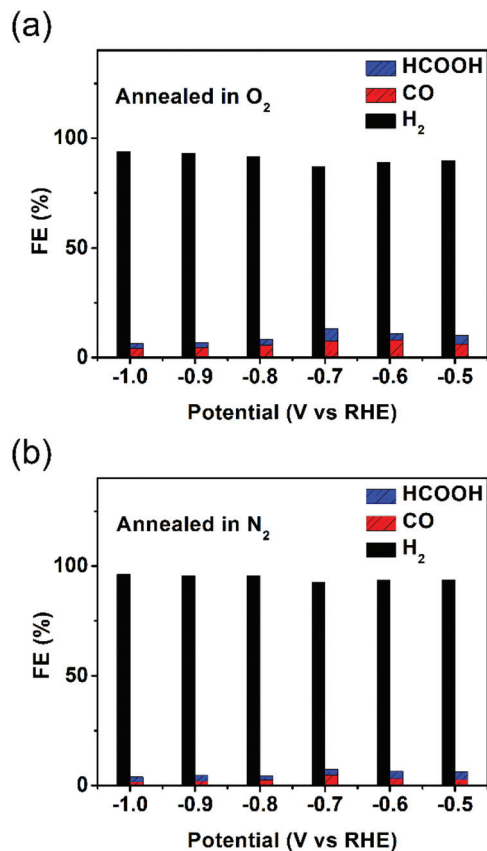 (a)
Annealed in O₂
HCOOH
CO
H₂
100
50
0
FE (%)
-1.0 -0.9 -0.8 -0.7 -0.6 -0.5
Potential (V vs RHE)
(b)
Annealed in N₂
HCOOH
CO
H₂
100
50
0
FE (%)
-1.0 -0.9 -0.8 -0.7 -0.6 -0.5
Potential (V vs RHE)